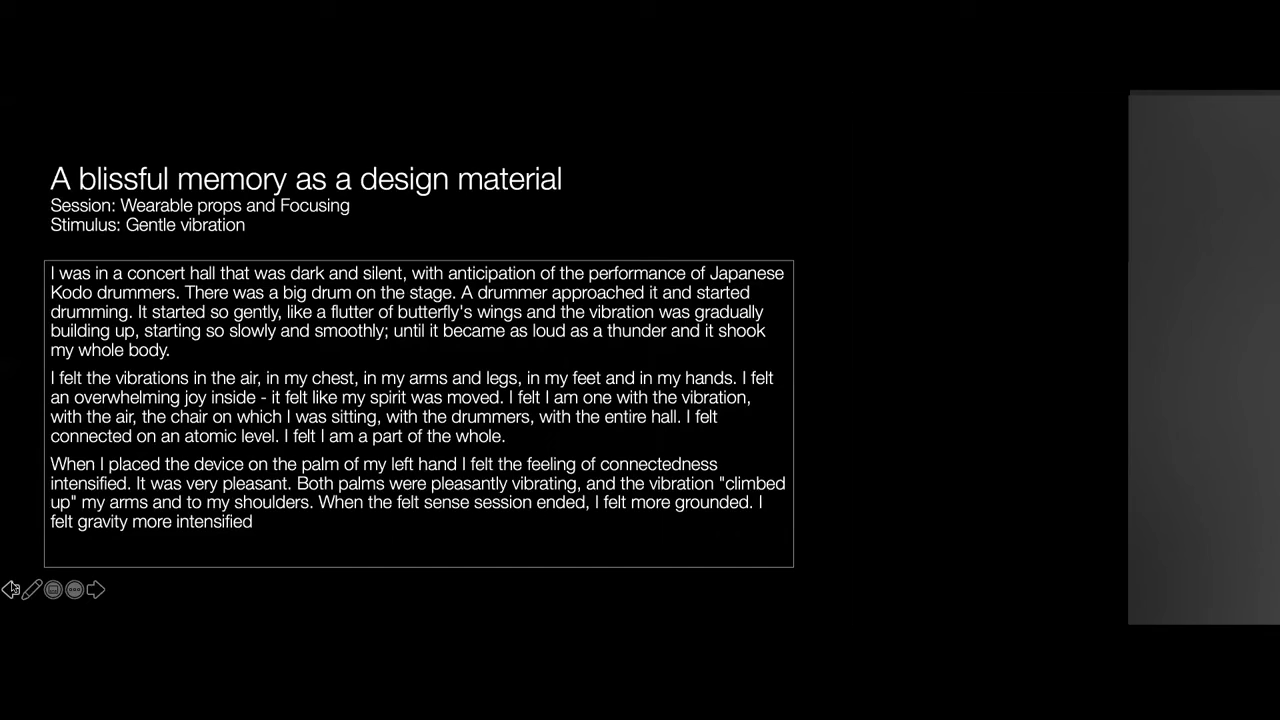 A blissful memory as a design material
Session: Wearable props and Focusing
Stimulus: Gentle vibration
I was in a concert hall that was dark and silent, with anticipation of the performance of Japanese
Kodo drummers. There was a big drum on the stage. A drummer approached it and started
drumming. It started so gently, like a flutter of butterfly's wings and the vibration was gradually
building up, starting so slowly and smoothly; until it became as loud as a thunder and it shook
my whole body.
I felt the vibrations in the air, in my chest, in my arms and legs, in my feet and in my hands. I felt
an overwhelming joy inside - it felt like my spirit was moved. I felt I am one with the vibration,
with the air, the chair on which I was sitting, with the drummers, with the entire hall. I felt
connected on an atomic level. I felt I am a part of the whole.
When I placed the device on the palm of my left hand I felt the feeling of connectedness
intensified. It was very pleasant. Both palms were pleasantly vibrating, and the vibration "climbed
up" my arms and to my shoulders. When the felt sense session ended, I felt more grounded. I
felt gravity more intensified